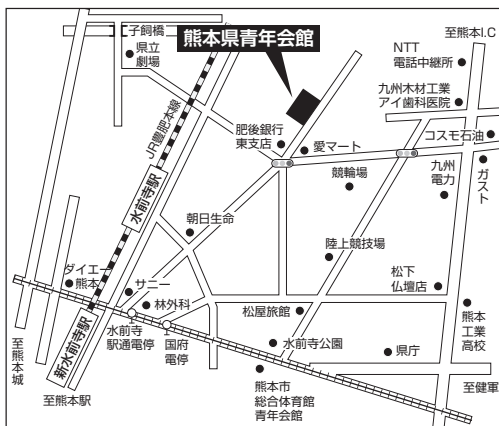 子飼橋
県立
劇場
熊本県青年会館
至熊本I.C
NTT
電話中継所
九州木材工業
アイ歯科医院
JR豊肥本線
肥後銀行
東支店
愛マート
コスモ石油
競輪場
九州
電力
ガスト
水前寺駅
朝日生命
陸上競技場
ダイエー
熊本
サニー
林外科
松下
仏壇店
松屋旅館
水前寺
駅通電停
国府
電停
水前寺公園
県庁
熊本
工業
高校
新水前寺駅
至熊本城
至熊本駅
熊本市
総合体育館
青年会館
至健軍